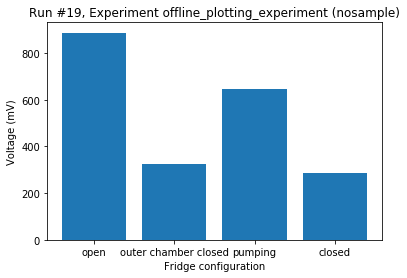 Run #19, Experiment offline_plotting_experiment (nosample)
800
600
400
200
0
Voltage (mV)
open outer chamber closed pumping closed
Fridge configuration